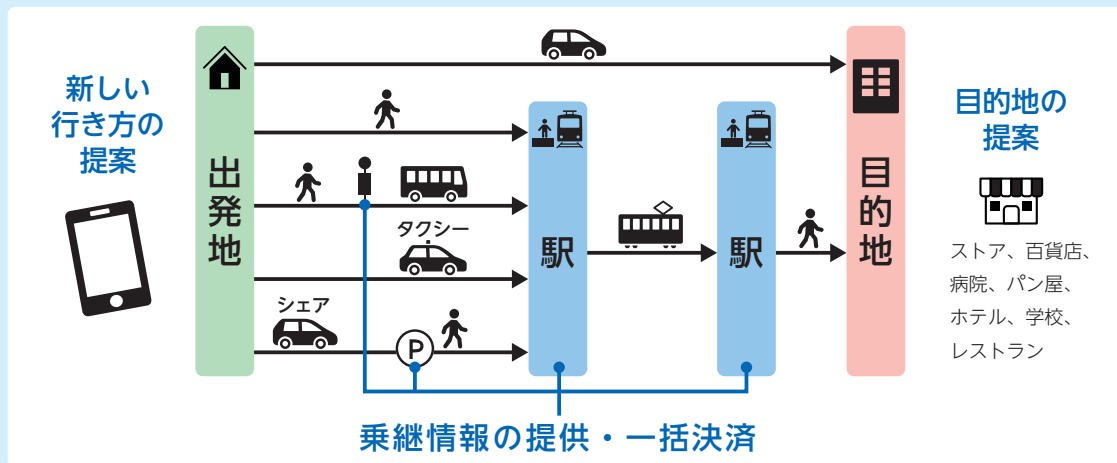 新しい
行き方の
提案
出発地
タクシー
シェア
P
駅
駅
目的地
目的地の
提案
ストア、百貨店、
病院、パン屋、
ホテル、学校、
レストラン
乗継情報の提供・一括決済